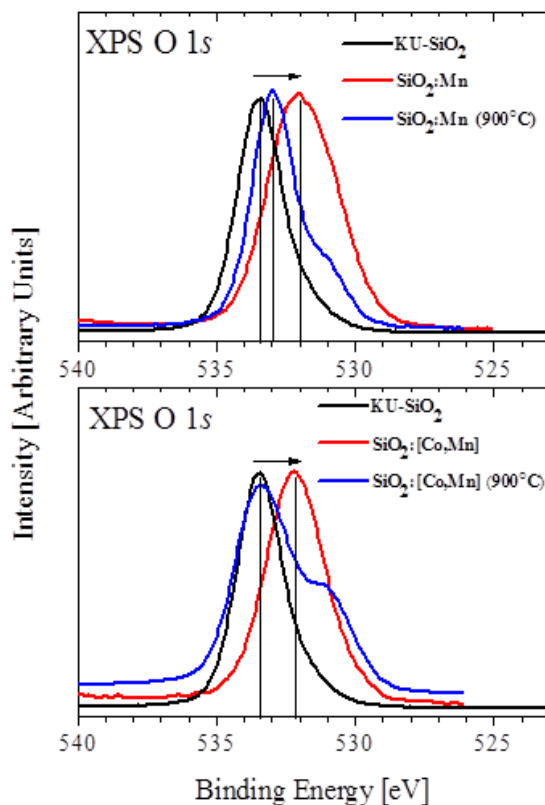 XPS O 1s
KU-SiO₂
SiO₂:Mn
SiO₂:Mn (900°C)
540 535 530 525
XPS O 1s
KU-SiO₂
SiO₂:[Co,Mn]
SiO₂:[Co,Mn] (900°C)
540 535 530 525
Intensity [Arbitrary Units]
Binding Energy [eV]